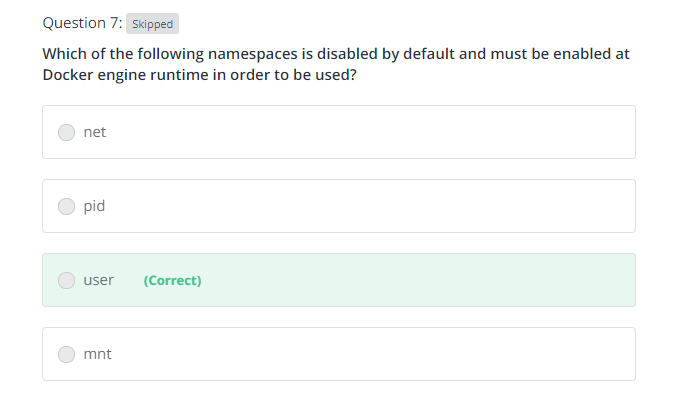 Question 7: Skipped
Which of the following namespaces is disabled by default and must be enabled at
Docker engine runtime in order to be used?
net
pid
user (Correct)
mnt